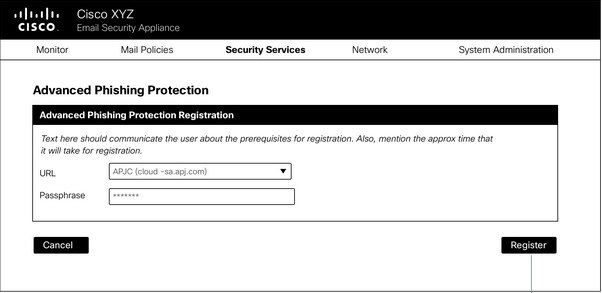 CISCO
Cisco XYZ
Email Security Appliance
Monitor Mail Policies Security Services Network System Administration
Advanced Phishing Protection
Advanced Phishing Protection Registration
Text here should communicate the user about the prerequisites for registration. Also, mention the approx time that
it will take for registration.
URL APJC (cloud -sa.apj.com)
Passphrase *******
Cancel Register